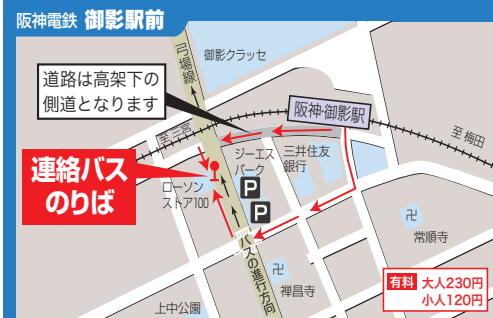 阪神電鉄 御影駅前
御影クラッセ
弓場線
道路は高架下の
側道となります
阪神・御影駅
至三宮
至梅田
連絡バス
のりば
ジーエス
パーク
三井住友
銀行
ローソン
ストア100
P
P
バスの進行方向
卍
常順寺
卍
禅昌寺
上中公園
有料 大人230円
小人120円